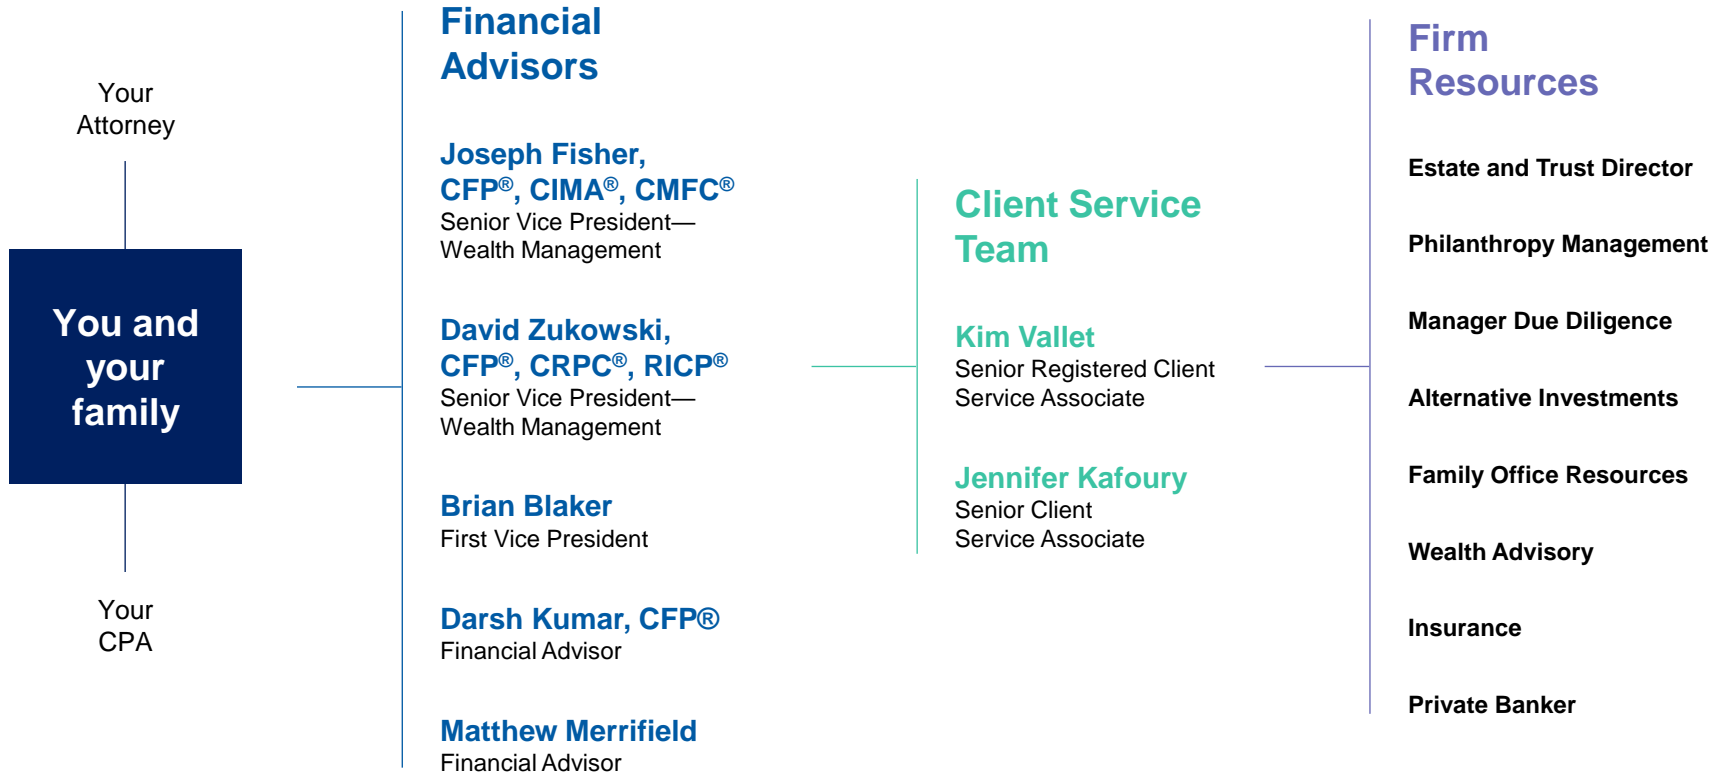 Your
Attorney
You and
your
family
Your
CPA
Financial
Advisors
Joseph Fisher,
CFP®, CIMA®, CMFC®
Senior Vice President—
Wealth Management
David Zukowski,
CFP®, CRPC®, RICP®
Senior Vice President—
Wealth Management
Brian Blaker
First Vice President
Darsh Kumar, CFP®
Financial Advisor
Matthew Merrifield
Financial Advisor
Client Service
Team
Kim Vallet
Senior Registered Client
Service Associate
Jennifer Kafoury
Senior Client
Service Associate
Firm
Resources
Estate and Trust Director
Philanthropy Management
Manager Due Diligence
Alternative Investments
Family Office Resources
Wealth Advisory
Insurance
Private Banker